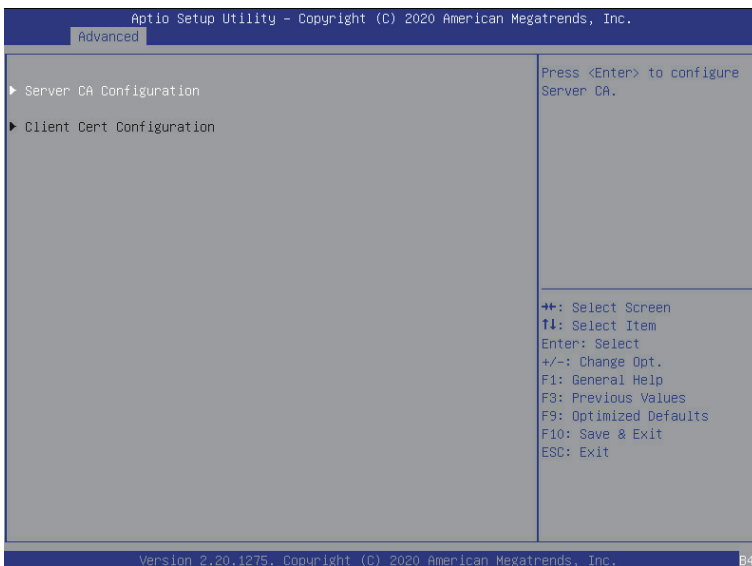 Aptio Setup Utility – Copyright (C) 2020 American Megatrends, Inc.
Advanced
▶ Server CA Configuration
▶ Client Cert Configuration
Press <Enter> to configure
Server CA.
→←: Select Screen
↑↓: Select Item
Enter: Select
+/-: Change Opt.
F1: General Help
F3: Previous Values
F9: Optimized Defaults
F10: Save & Exit
ESC: Exit
Version 2.20.1275. Copyright (C) 2020 American Megatrends, Inc.
B4